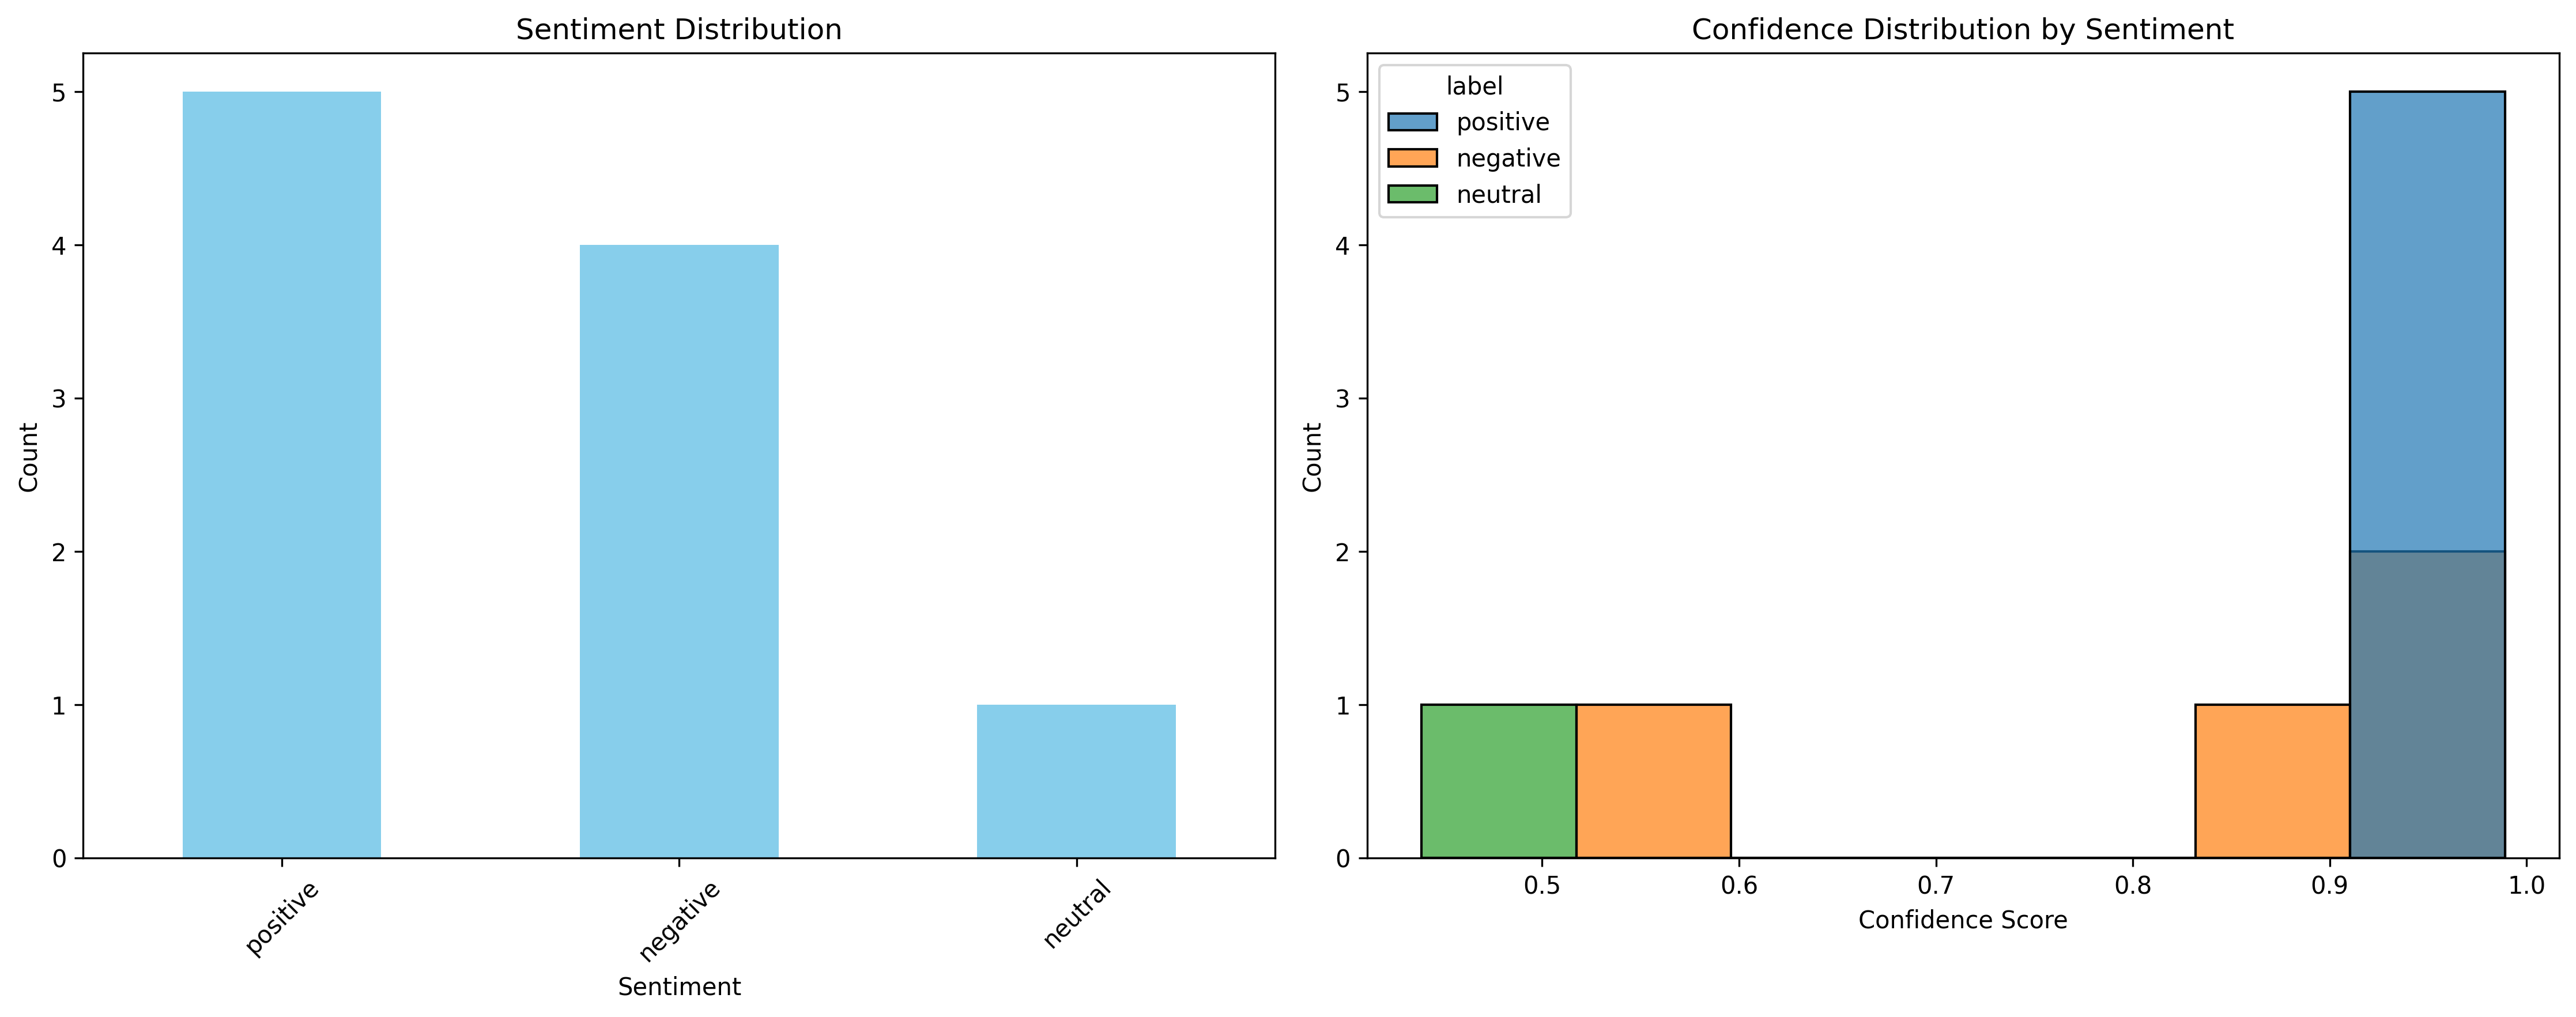 Sentiment Distribution
5
4
3
2
1
0
Count
positive
negative
neutral
Sentiment
Confidence Distribution by Sentiment
label
positive
negative
neutral
5
4
3
2
1
0
Count
0.5 0.6 0.7 0.8 0.9 1.0
Confidence Score